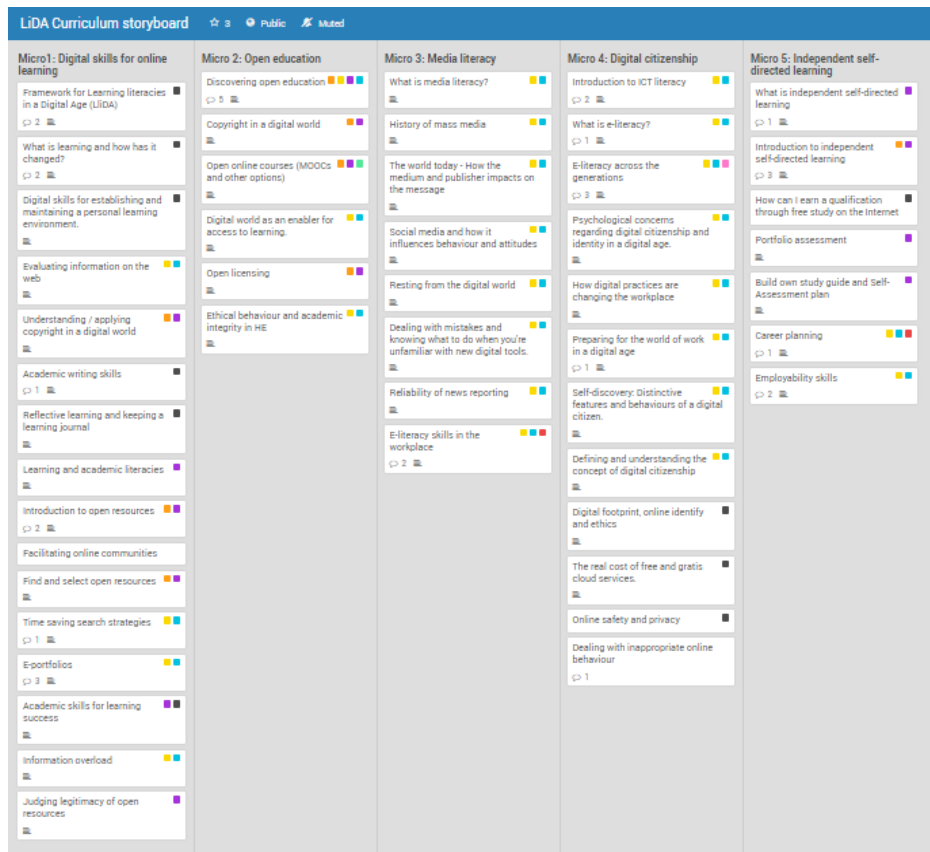 LiDA Curriculum storyboard
3
Public
Muted
Micro1: Digital skills for online
learning
Framework for Learning literacies
in a Digital Age (LliDA)
2
What is learning and how has it
changed?
2
Digital skills for establishing and
maintaining a personal learning
environment.
Evaluating information on the
web
Understanding / applying
copyright in a digital world
Academic writing skills
1
Reflective learning and keeping a
learning journal
Learning and academic literacies
Introduction to open resources
2
Facilitating online communities
Find and select open resources
Time saving search strategies
1
E-portfolios
3
Academic skills for learning
success
Information overload
Judging legitimacy of open
resources
Micro 2: Open education
Discovering open education
5
Copyright in a digital world
Open online courses (MOOCs
and other options)
Digital world as an enabler for
access to learning.
Open licensing
Ethical behaviour and academic
integrity in HE
Micro 3: Media literacy
What is media literacy?
History of mass media
The world today - How the
medium and publisher impacts on
the message
Social media and how it
influences behaviour and attitudes
Resting from the digital world
Dealing with mistakes and
knowing what to do when you're
unfamiliar with new digital tools.
Reliability of news reporting
E-literacy skills in the
workplace
2
Micro 4: Digital citizenship
Introduction to ICT literacy
2
What is e-literacy?
1
E-literacy across the
generations
3
Psychological concerns
regarding digital citizenship and
identity in a digital age.
How digital practices are
changing the workplace
Preparing for the world of work
in a digital age
1
Self-discovery: Distinctive
features and behaviours of a digital
citizen.
Defining and understanding the
concept of digital citizenship
Digital footprint, online identify
and ethics
The real cost of free and gratis
cloud services.
Online safety and privacy
Dealing with inappropriate online
behaviour
1
Micro 5: Independent self-
directed learning
What is independent self-directed
learning
1
Introduction to independent
self-directed learning
3
How can I earn a qualification
through free study on the Internet
Portfolio assessment
Build own study guide and Self-
Assessment plan
Career planning
1
Employability skills
2